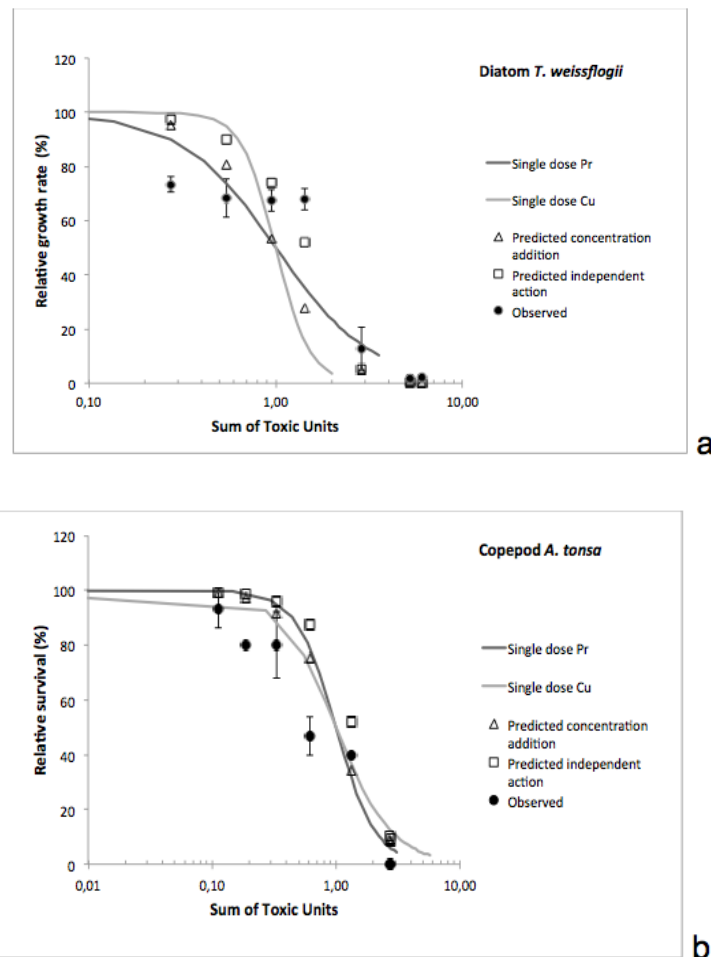 120
Diatom T. weissflogii
100
80
60
40
20
0
Relative growth rate (%)
Single dose Pr
Single dose Cu
Predicted concentration
addition
Predicted independent
action
Observed
0,10
1,00
10,00
Sum of Toxic Units
a
120
Copepod A. tonsa
100
80
60
40
20
0
Relative survival (%)
Single dose Pr
Single dose Cu
Predicted concentration
addition
Predicted independent
action
Observed
0,01
0,10
1,00
10,00
Sum of Toxic Units
b